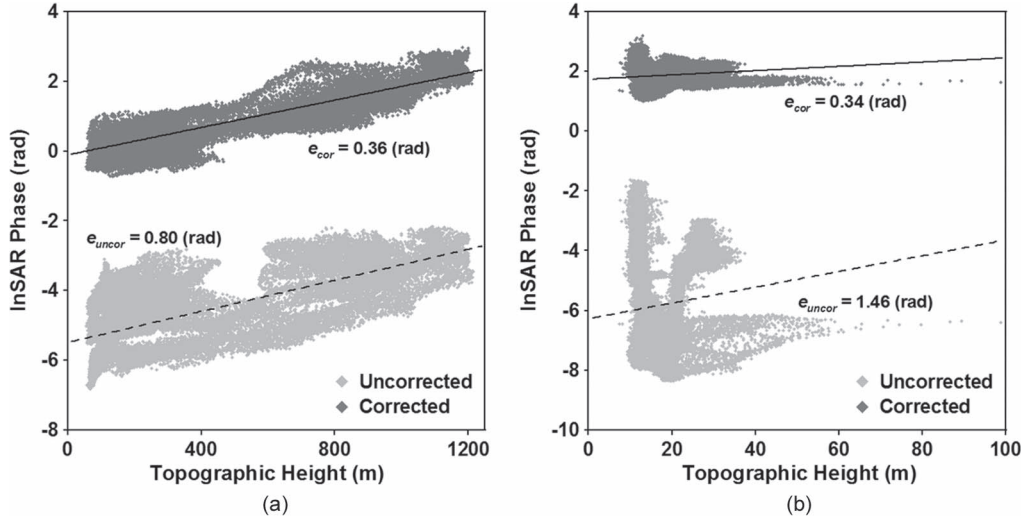 4
2
0
-2
-4
-6
-8
InSAR Phase (rad)
e_cor = 0.36 (rad)
e_uncor = 0.80 (rad)
Uncorrected
Corrected
0 400 800 1200
Topographic Height (m)
(a)
4
2
0
-2
-4
-6
-8
-10
InSAR Phase (rad)
e_cor = 0.34 (rad)
e_uncor = 1.46 (rad)
Uncorrected
Corrected
0 20 40 60 80 100
Topographic Height (m)
(b)